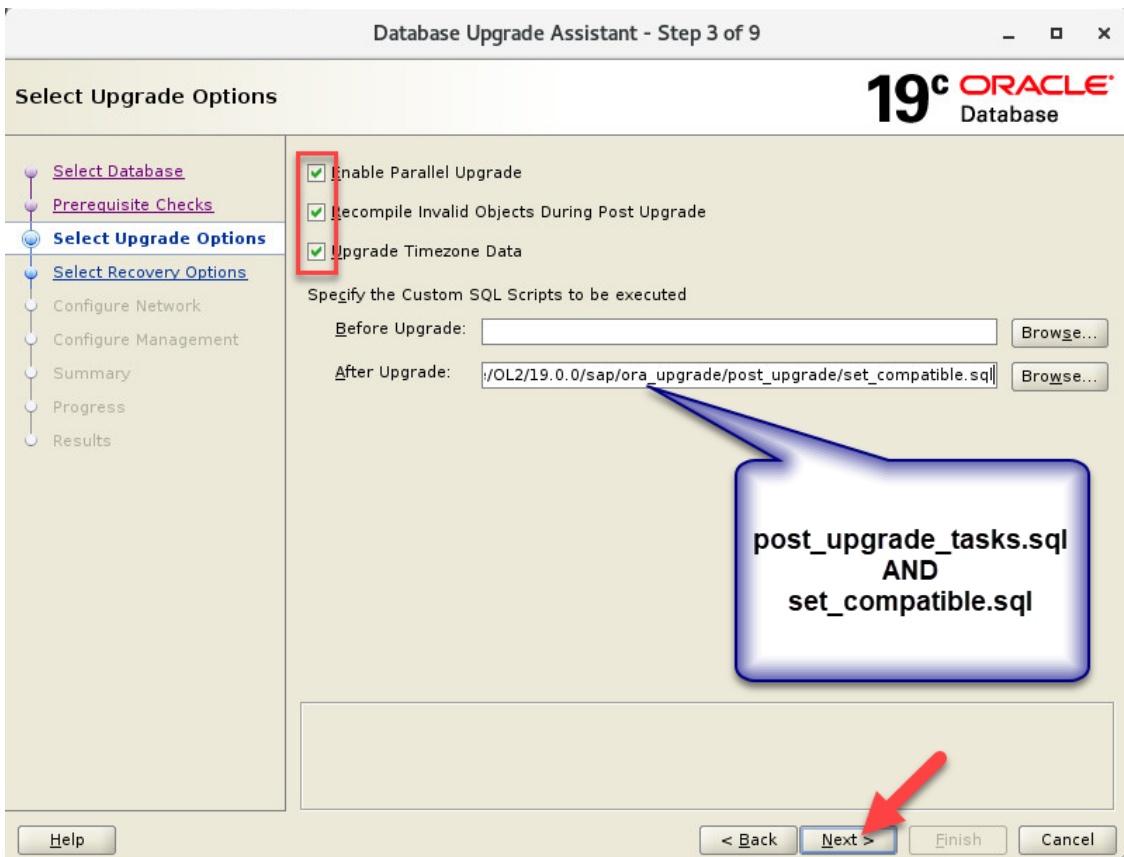 Database Upgrade Assistant - Step 3 of 9
Select Upgrade Options
19c ORACLE
Database
Select Database
Prerequisite Checks
Select Upgrade Options
Select Recovery Options
Configure Network
Configure Management
Summary
Progress
Results
Enable Parallel Upgrade
Recompile Invalid Objects During Post Upgrade
Upgrade Timezone Data
Specify the Custom SQL Scripts to be executed
Before Upgrade:
Browse...
After Upgrade:
:/OL2/19.0.0/sap/ora_upgrade/post_upgrade/set_compatible.sql
Browse...
post_upgrade_tasks.sql
AND
set_compatible.sql
Help
< Back
Next >
Finish
Cancel